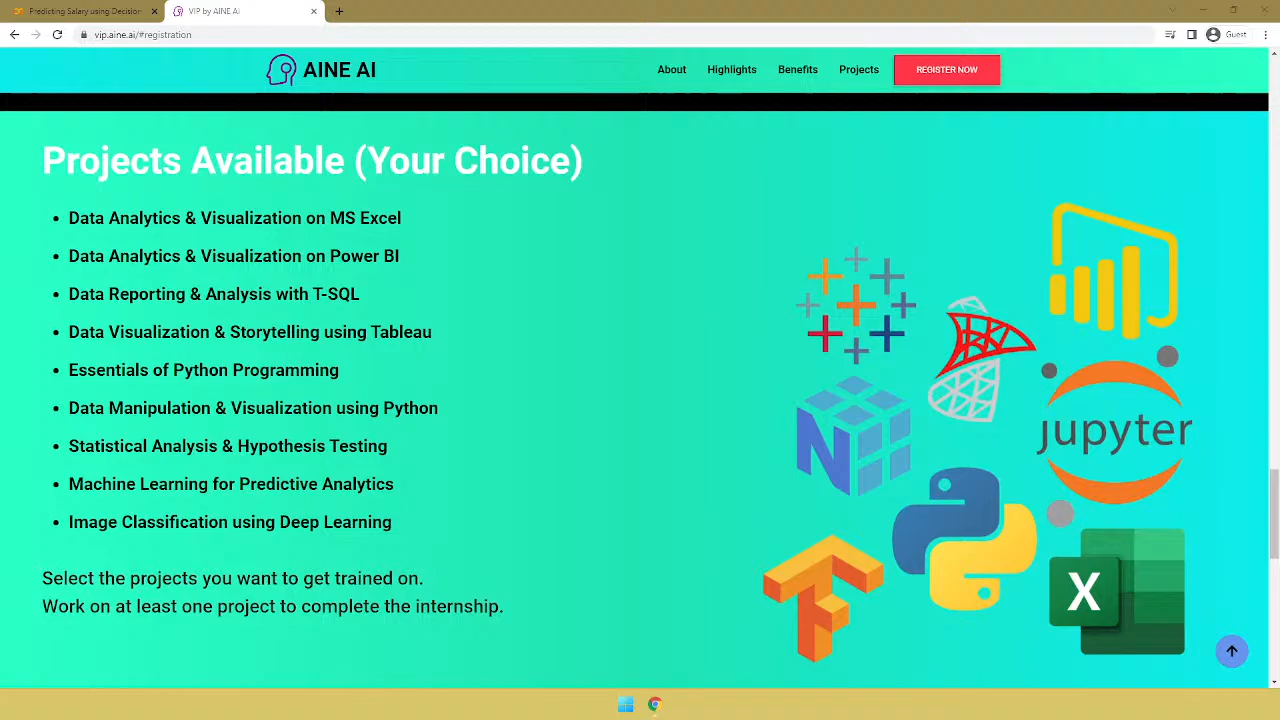 Predicting Salary using Decision
VIP by AINE AI
vip.aine.ai/#registration
Guest
AINE AI
About
Highlights
Benefits
Projects
REGISTER NOW
Projects Available (Your Choice)
Data Analytics & Visualization on MS Excel
Data Analytics & Visualization on Power BI
Data Reporting & Analysis with T-SQL
Data Visualization & Storytelling using Tableau
Essentials of Python Programming
Data Manipulation & Visualization using Python
Statistical Analysis & Hypothesis Testing
Machine Learning for Predictive Analytics
Image Classification using Deep Learning
Select the projects you want to get trained on.
Work on at least one project to complete the internship.
N
jupyter
X